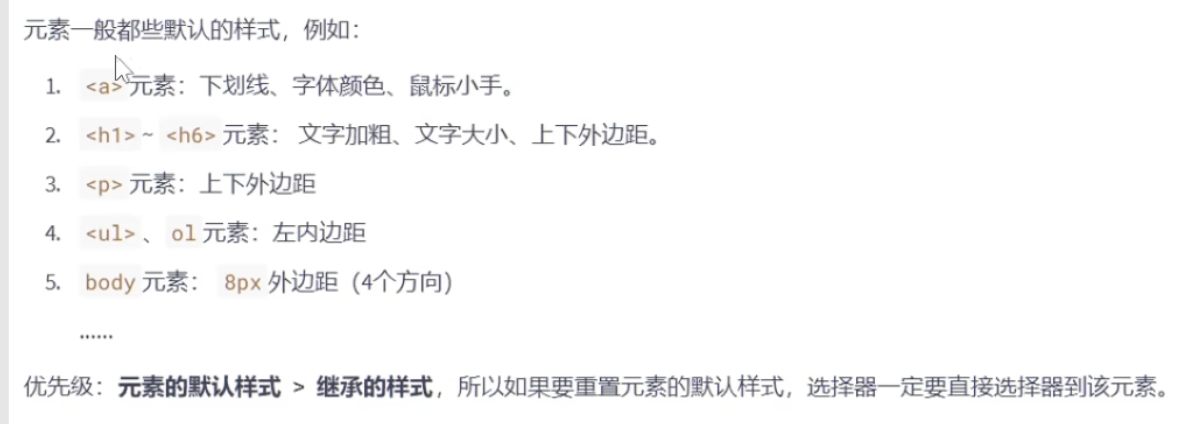 元素一般都些默认的样式，例如：
1. <a>元素：下划线、字体颜色、鼠标小手。
2. <h1> ~ <h6> 元素： 文字加粗、文字大小、上下外边距。
3. <p> 元素：上下外边距
4. <ul> 、 ol 元素：左内边距
5. body 元素： 8px 外边距（4个方向）
......
优先级：元素的默认样式 > 继承的样式，所以如果要重置元素的默认样式，选择器一定要直接选择器到该元素。